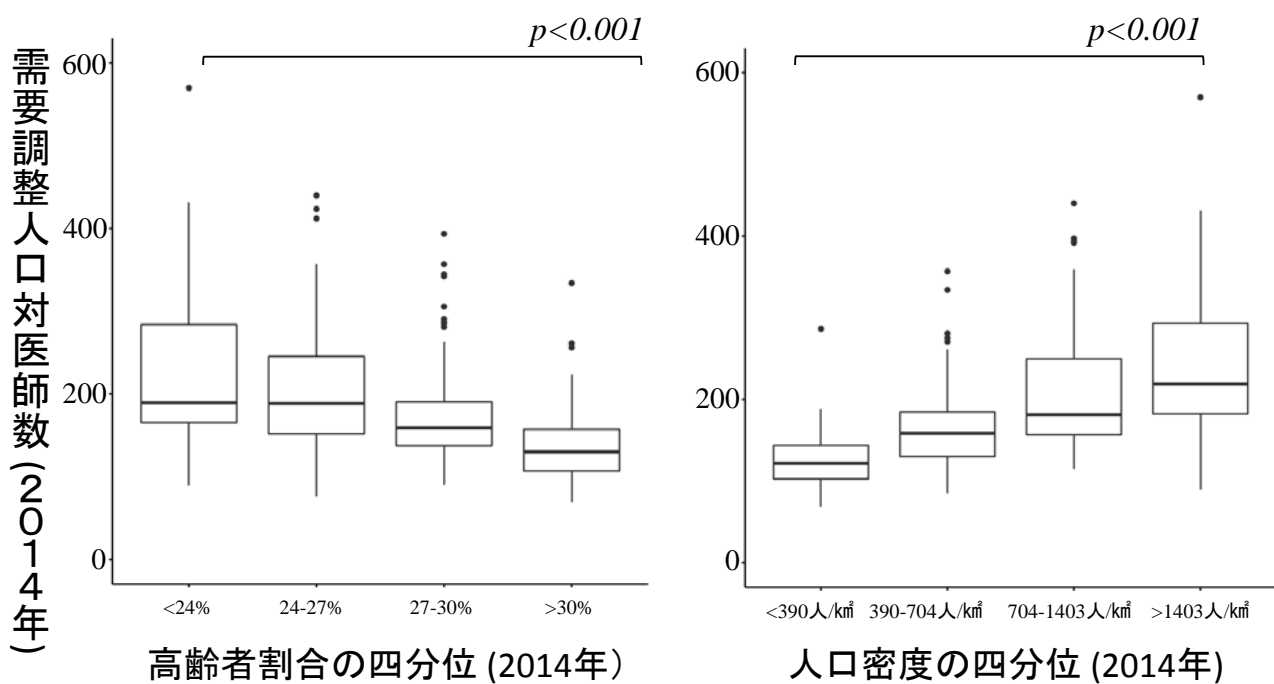 需要調整人口対医師数(2014年)
p<0.001
600
400
200
0
<24%
24-27%
27-30%
>30%
高齢者割合の四分位 (2014年）
p<0.001
600
400
200
0
<390人/㎢
390-704人/㎢
704-1403人/㎢
>1403人/㎢
人口密度の四分位 (2014年)